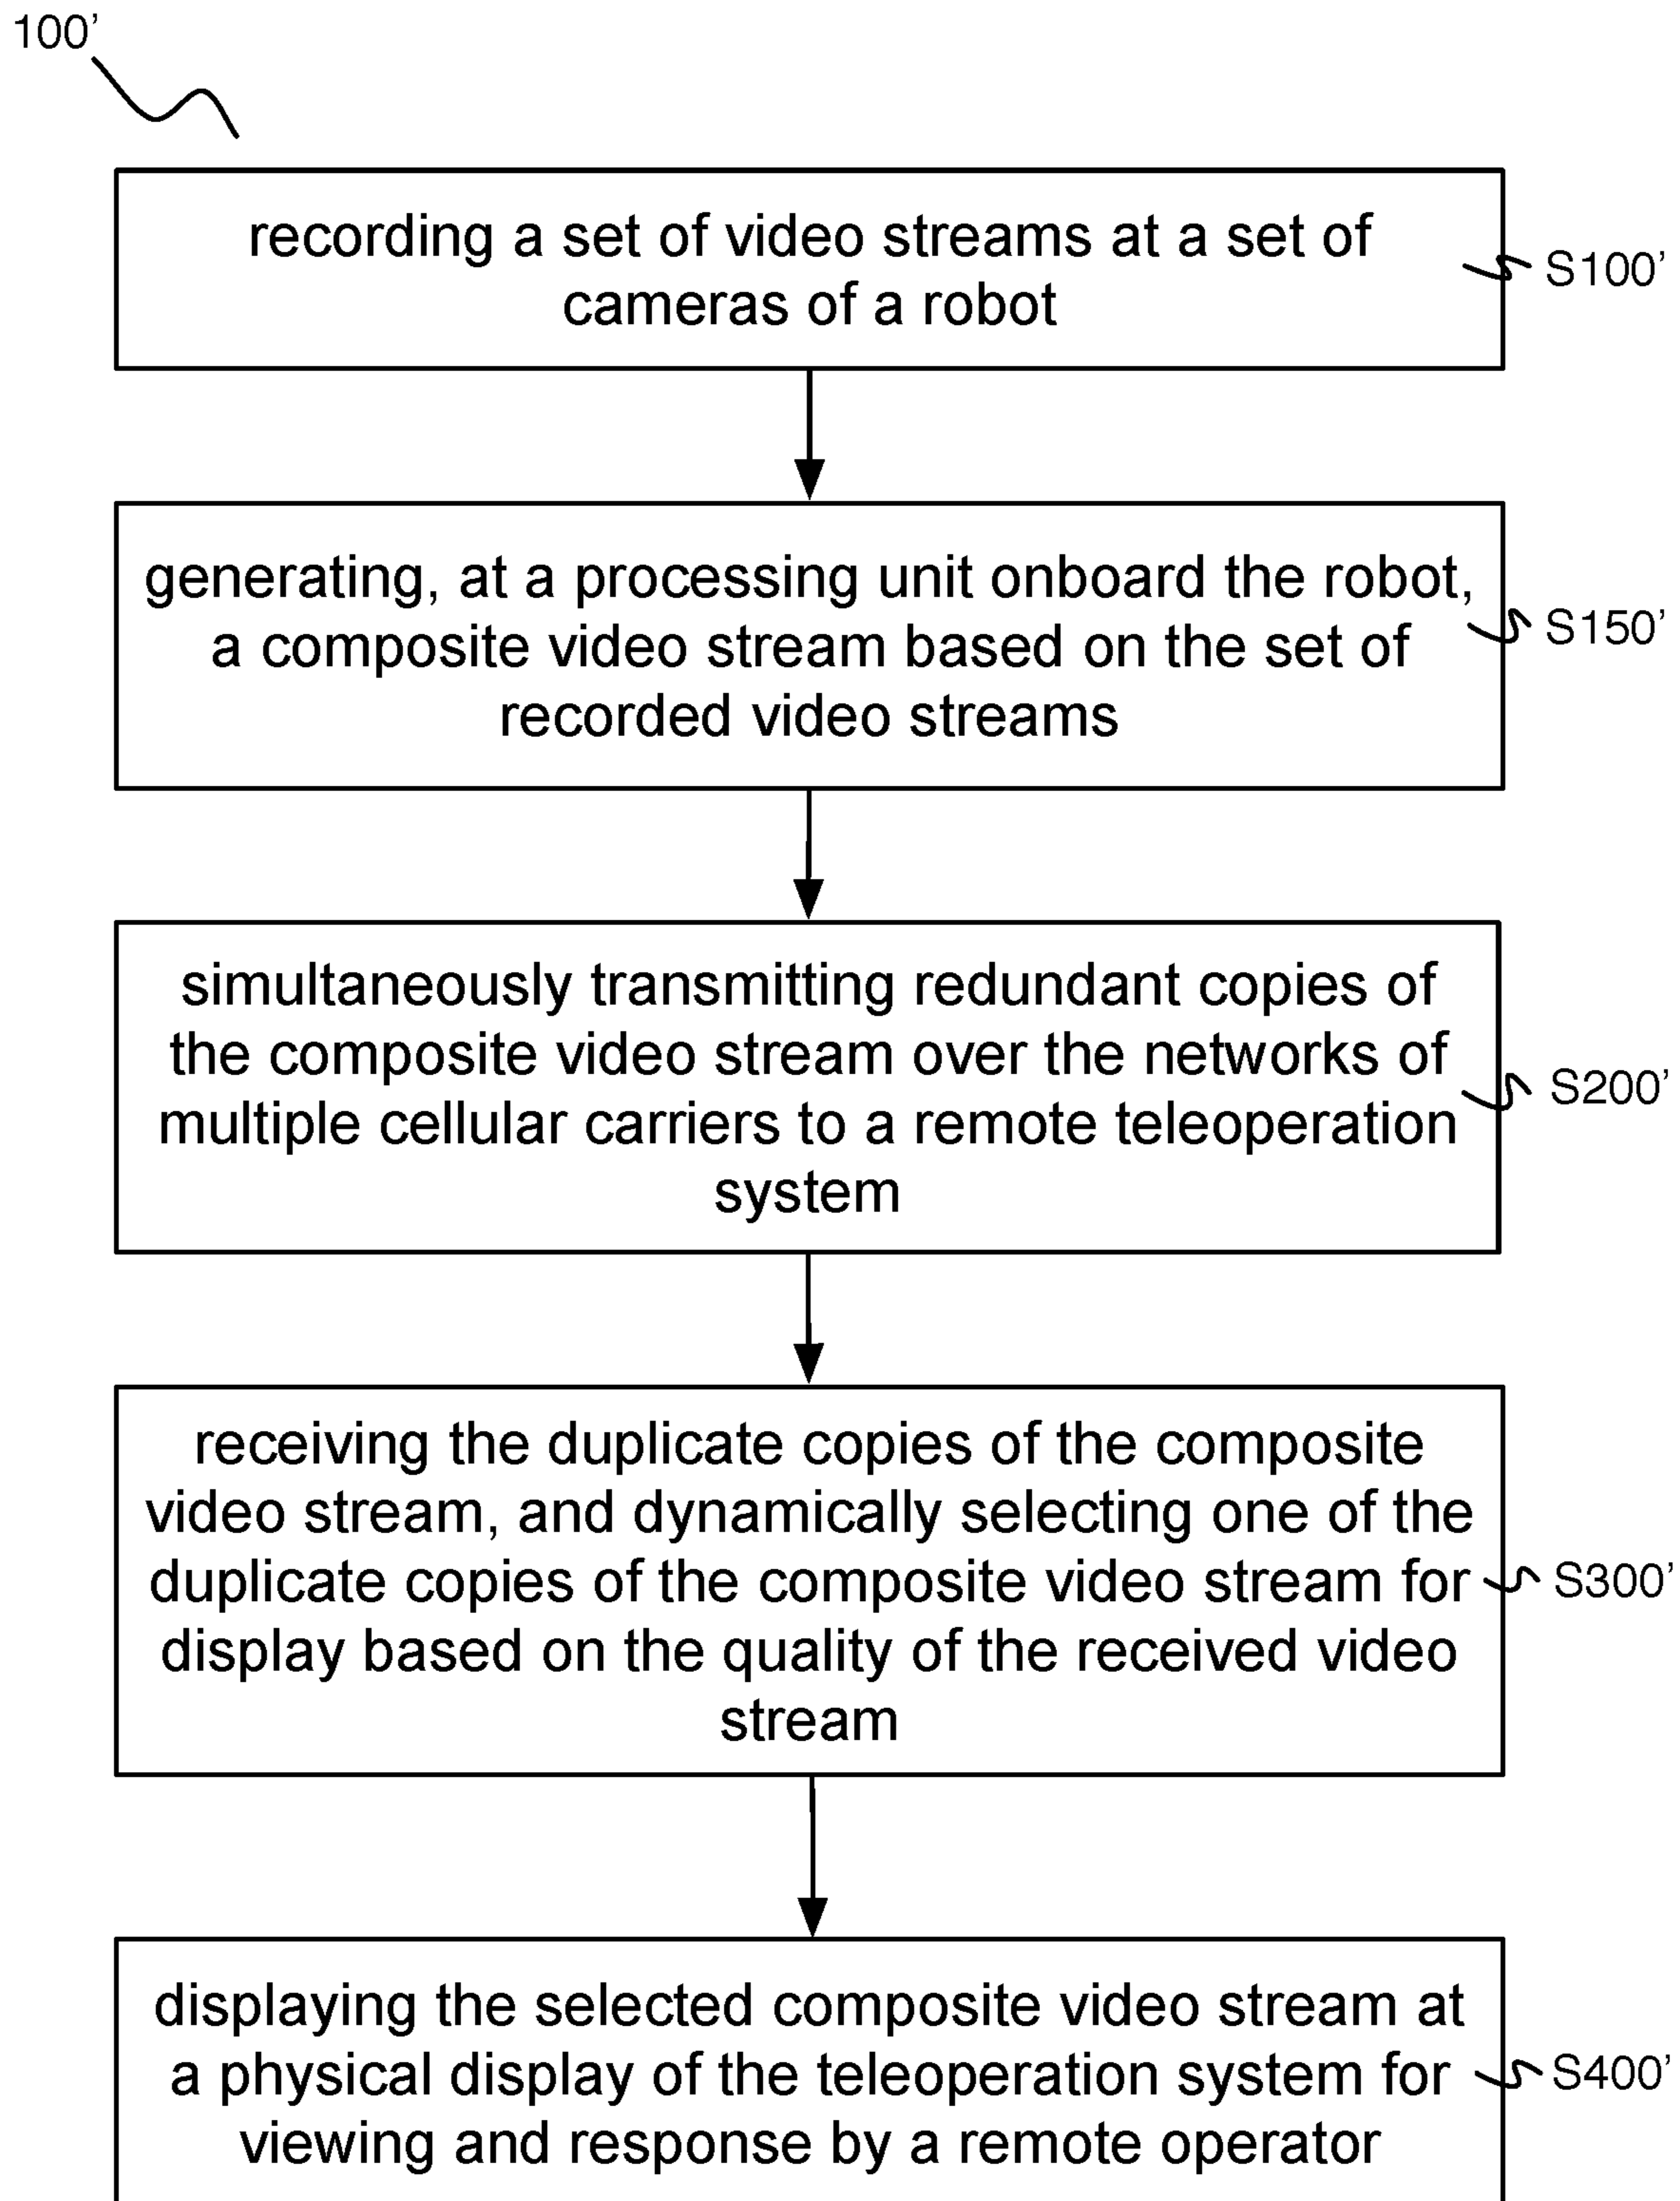 100’
recording a set of video streams at a set of
cameras of a robot
S100’
generating, at a processing unit onboard the robot,
a composite video stream based on the set of
recorded video streams
S150’
simultaneously transmitting redundant copies of
the composite video stream over the networks of
multiple cellular carriers to a remote teleoperation
system
S200’
receiving the duplicate copies of the composite
video stream, and dynamically selecting one of the
duplicate copies of the composite video stream for
display based on the quality of the received video
stream
S300’
displaying the selected composite video stream at
a physical display of the teleoperation system for
viewing and response by a remote operator
S400’